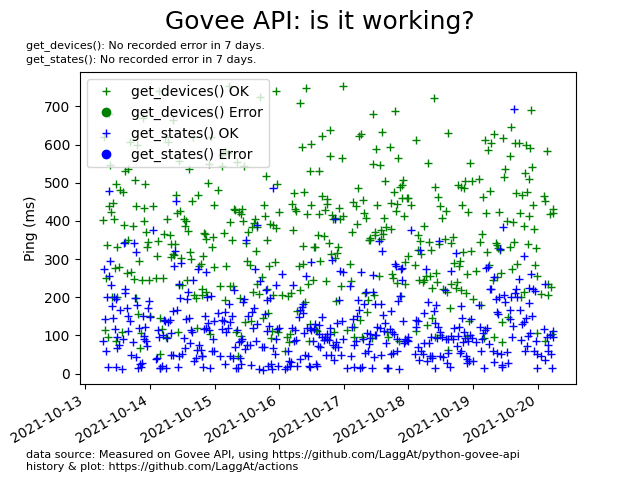 Govee API: is it working?
get_devices(): No recorded error in 7 days.
get_states(): No recorded error in 7 days.
get_devices() OK
get_devices() Error
get_states() OK
get_states() Error
Ping (ms)
700
600
500
400
300
200
100
0
2021-10-13
2021-10-14
2021-10-15
2021-10-16
2021-10-17
2021-10-18
2021-10-19
2021-10-20
data source: Measured on Govee API, using https://github.com/LaggAt/python-govee-api
history & plot: https://github.com/LaggAt/actions